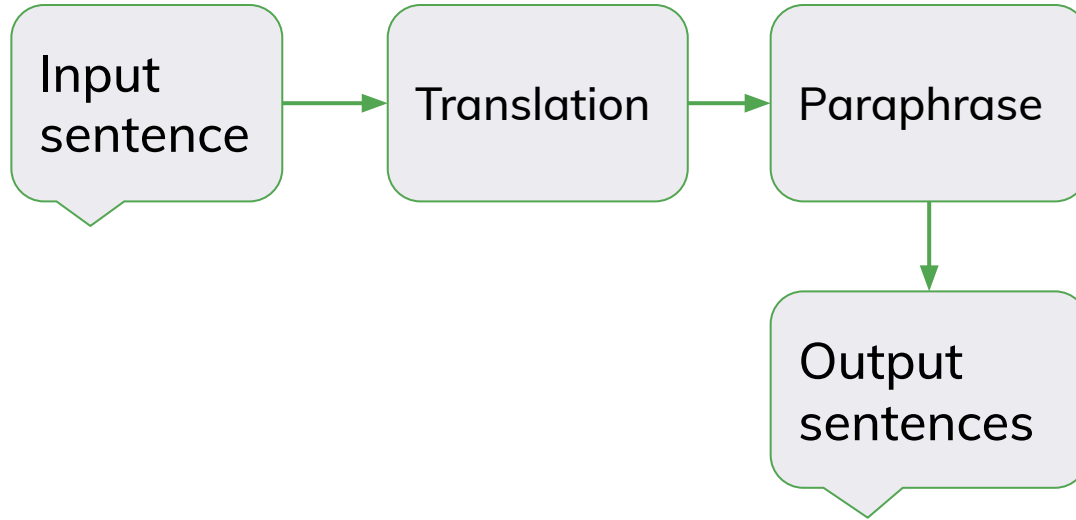 Input
sentence
Translation
Paraphrase
Output
sentences